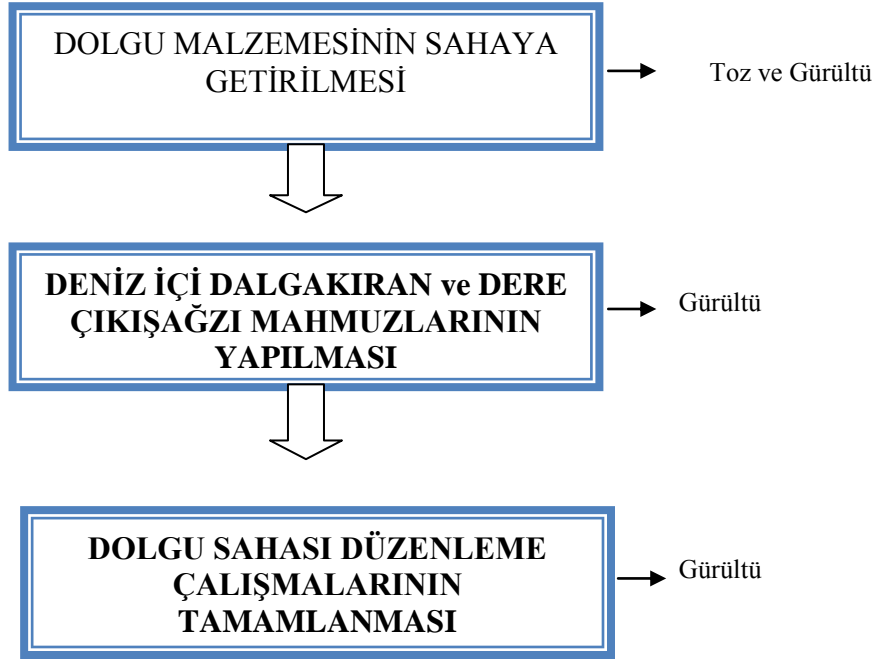 DOLGU MALZEMESİNİN SAHAYA
GETİRİLMESİ
Toz ve Gürültü
DENİZ İÇİ DALGAKIRAN ve DERE
ÇIKIŞAĞZI MAHMUZLARININ
YAPILMASI
Gürültü
DOLGU SAHASI DÜZENLEME
ÇALIŞMALARININ
TAMAMLANMASI
Gürültü